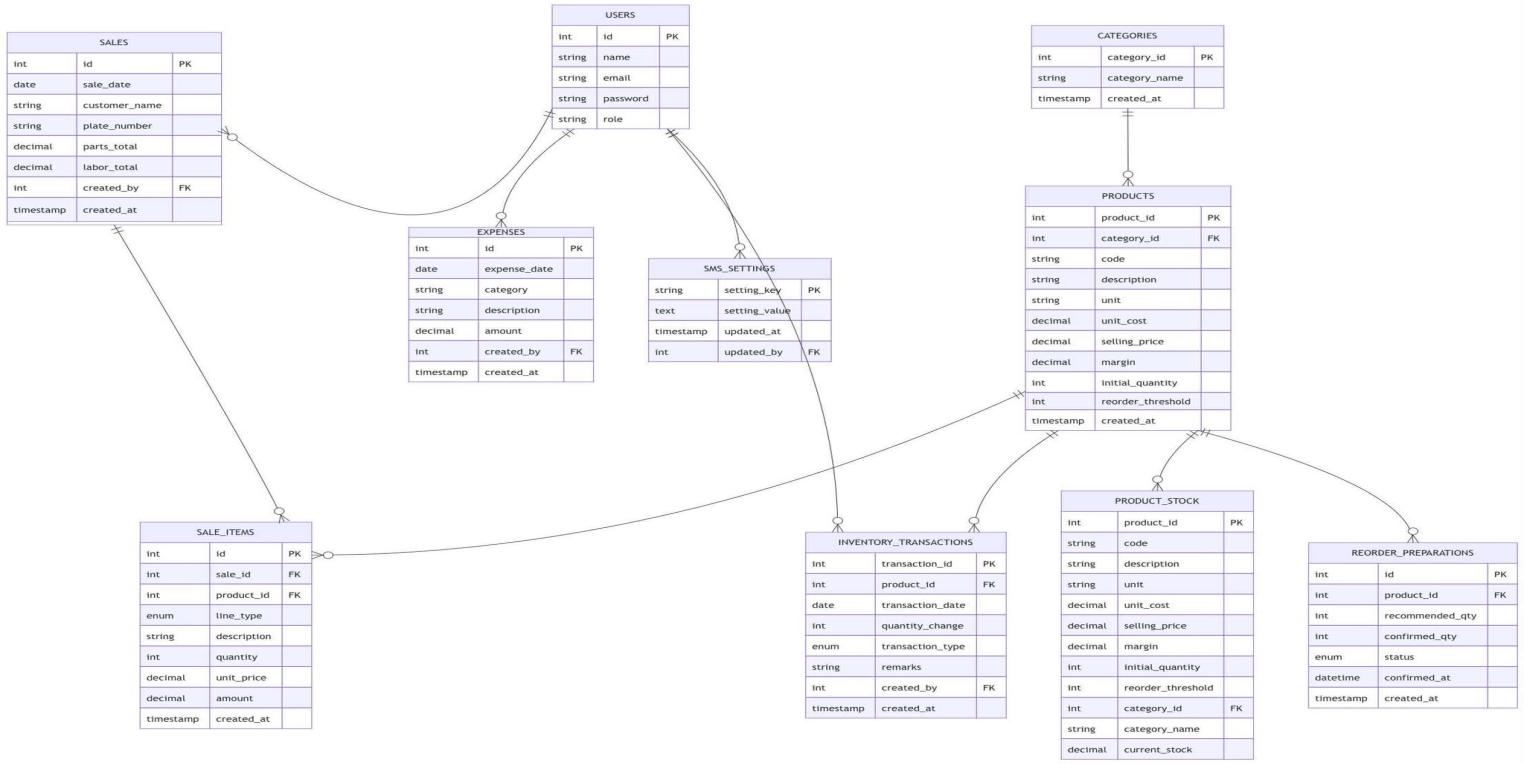 SALES
int id PK
date sale_date
string customer_name
string plate_number
decimal parts_total
decimal labor_total
int created_by FK
timestamp created_at
USERS
int id PK
string name
string email
string password
string role
CATEGORIES
int category_id PK
string category_name
timestamp created_at
EXPENSES
int id PK
date expense_date
string category
string description
decimal amount
int created_by FK
timestamp created_at
SMS_SETTINGS
string setting_key PK
text setting_value
timestamp updated_at
int updated_by FK
PRODUCTS
int product_id PK
int category_id FK
string code
string description
string unit
decimal unit_cost
decimal selling_price
decimal margin
int initial_quantity
int reorder_threshold
timestamp created_at
SALE_ITEMS
int id PK
int sale_id FK
int product_id FK
enum line_type
string description
int quantity
decimal unit_price
decimal amount
timestamp created_at
INVENTORY_TRANSACTIONS
int transaction_id PK
int product_id FK
date transaction_date
int quantity_change
enum transaction_type
string remarks
int created_by FK
timestamp created_at
PRODUCT_STOCK
int product_id PK
string code
string description
string unit
decimal unit_cost
decimal selling_price
decimal margin
int initial_quantity
int reorder_threshold
int category_id FK
string category_name
decimal current_stock
REORDER_PREPARATIONS
int id PK
int product_id FK
int recommended_qty
int confirmed_qty
enum status
datetime confirmed_at
timestamp created_at